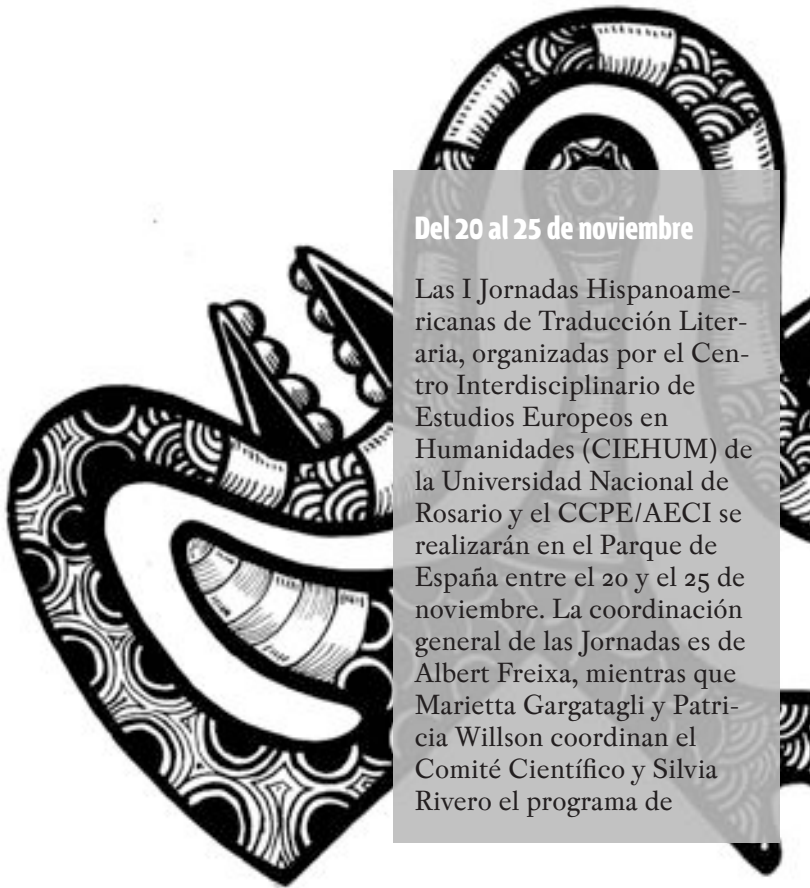 Del 20 al 25 de noviembre
Las I Jornadas Hispanoame-
ricanas de Traducción Liter-
aria, organizadas por el Cen-
tro Interdisciplinario de
Estudios Europeos en
Humanidades (CIEHUM) de
la Universidad Nacional de
Rosario y el CCPE/AECI se
realizarán en el Parque de
España entre el 20 y el 25 de
noviembre. La coordinación
general de las Jornadas es de
Albert Freixa, mientras que
Marietta Gargatagli y Patri-
cia Willson coordinan el
Comité Científico y Silvia
Rivero el programa de